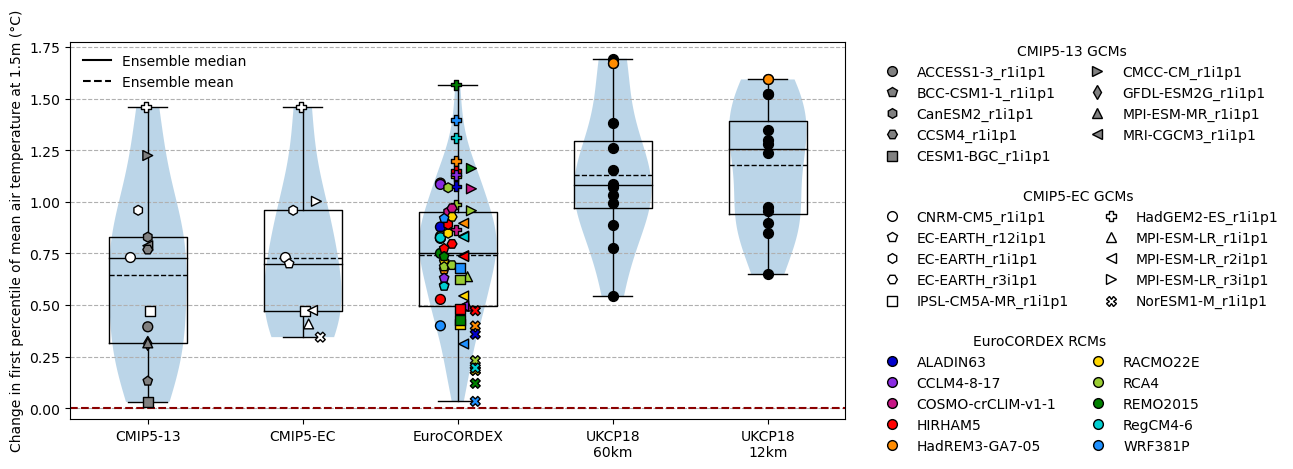 Change in first percentile of mean air temperature at 1.5m (°C)
1.75
1.50
1.25
1.00
0.75
0.50
0.25
0.00
Ensemble median
Ensemble mean
CMIP5-13
CMIP5-EC
EuroCORDEX
UKCP18
60km
UKCP18
12km
CMIP5-13 GCMs
ACCESS1-3_r1i1p1
BCC-CSM1-1_r1i1p1
CanESM2_r1i1p1
CCSM4_r1i1p1
CESM1-BGC_r1i1p1
CMCC-CM_r1i1p1
GFDL-ESM2G_r1i1p1
MPI-ESM-MR_r1i1p1
MRI-CGCM3_r1i1p1
CMIP5-EC GCMs
CNRM-CM5_r1i1p1
EC-EARTH_r12i1p1
EC-EARTH_r1i1p1
EC-EARTH_r3i1p1
IPSL-CM5A-MR_r1i1p1
HadGEM2-ES_r1i1p1
MPI-ESM-LR_r1i1p1
MPI-ESM-LR_r2i1p1
MPI-ESM-LR_r3i1p1
NorESM1-M_r1i1p1
EuroCORDEX RCMs
ALADIN63
CCLM4-8-17
COSMO-crCLIM-v1-1
HIRHAM5
HadREM3-GA7-05
RACMO22E
RCA4
REMO2015
RegCM4-6
WRF381P